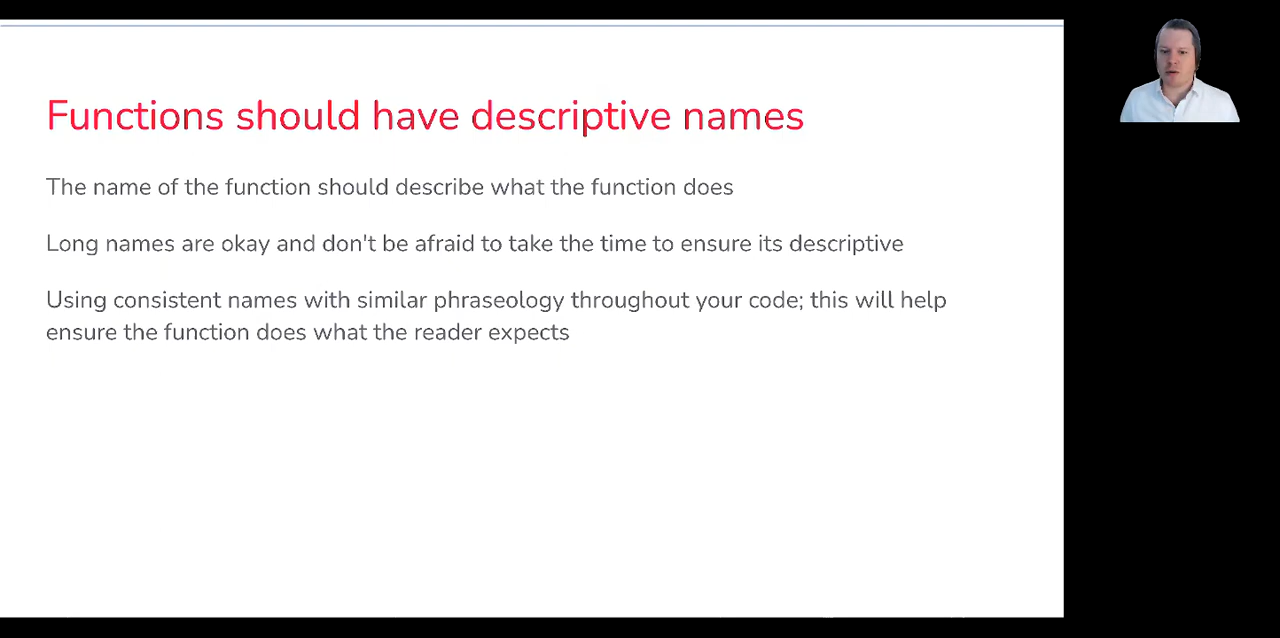 Functions should have descriptive names
The name of the function should describe what the function does
Long names are okay and don't be afraid to take the time to ensure its descriptive
Using consistent names with similar phraseology throughout your code; this will help
ensure the function does what the reader expects